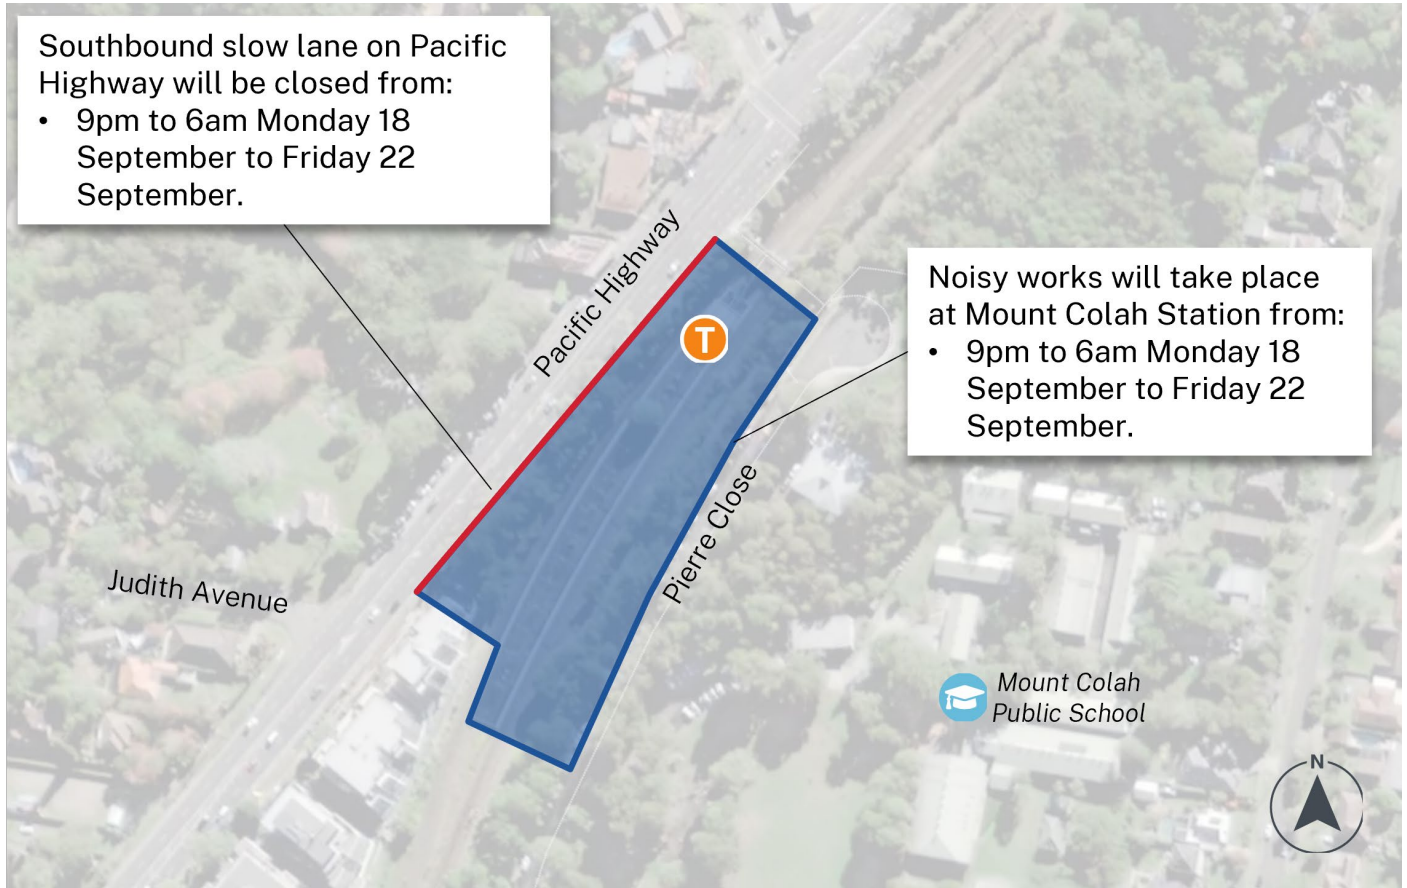 Southbound slow lane on Pacific
Highway will be closed from:
• 9pm to 6am Monday 18
September to Friday 22
September.
Pacific Highway
T
Noisy works will take place
at Mount Colah Station from:
• 9pm to 6am Monday 18
September to Friday 22
September.
Pierre Close
Judith Avenue
Mount Colah
Public School
N